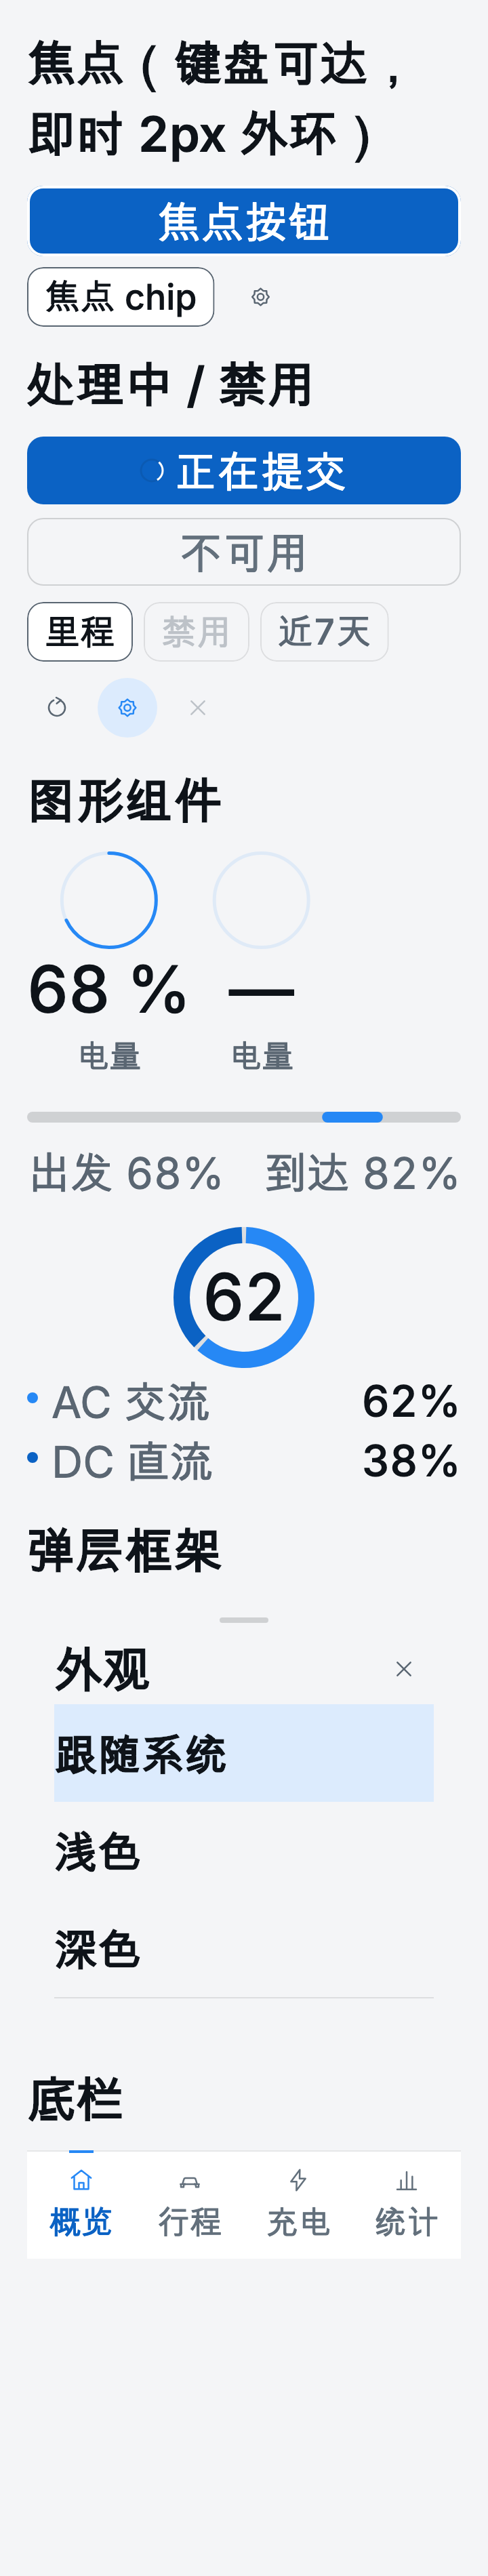 焦点（键盘可达，
即时 2px 外环）
焦点按钮
焦点 chip
处理中 / 禁用
正在提交
不可用
里程 禁用 近7天
图形组件
68 % —
电量 电量
出发 68% 到达 82%
62
AC 交流 62%
DC 直流 38%
弹层框架
外观
跟随系统
浅色
深色
底栏
概览 行程 充电 统计